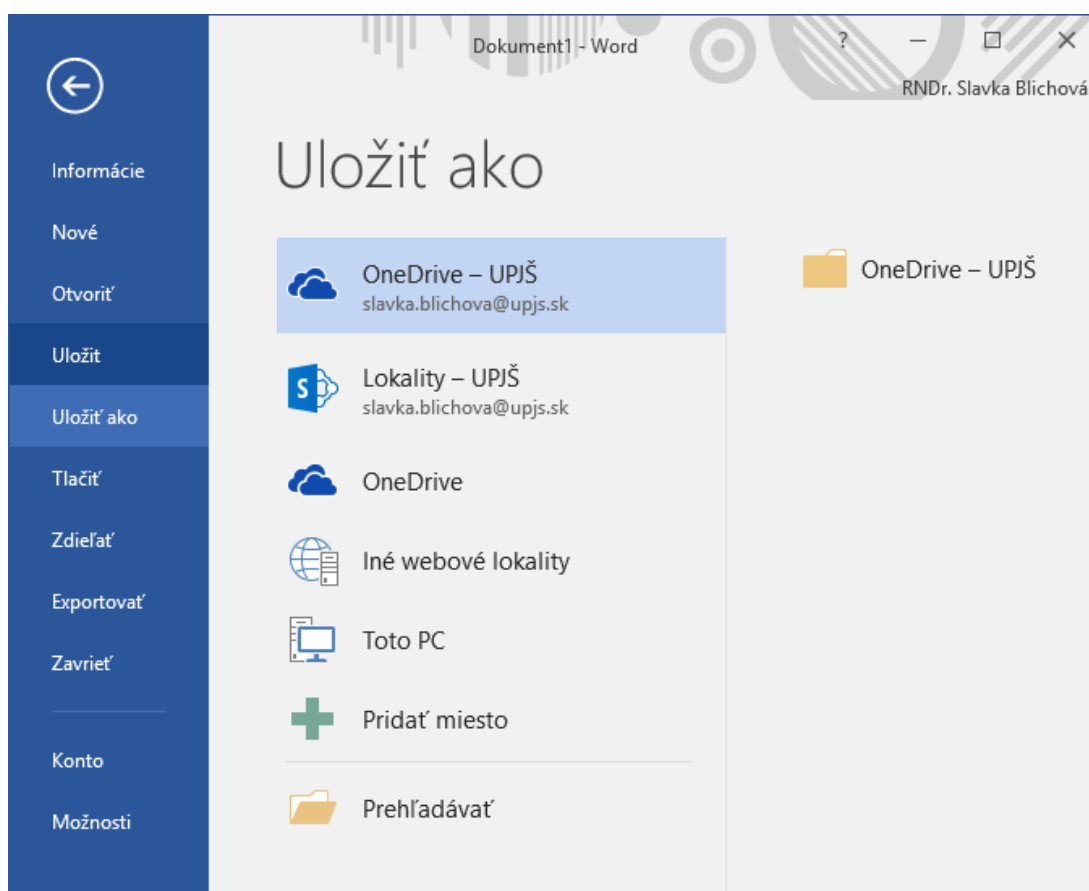 Dokument1 - Word
?
RNDr. Slavka Blichová
Informácie
Nové
Otvoriť
Uložiť
Uložiť ako
Tlačiť
Zdieľať
Exportovať
Zavrieť
Konto
Možnosti
Uložiť ako
OneDrive – UPJŠ
slavka.blichova@upjs.sk
Lokality – UPJŠ
slavka.blichova@upjs.sk
OneDrive
Iné webové lokality
Toto PC
Pridať miesto
Prehľadávať
OneDrive – UPJŠ